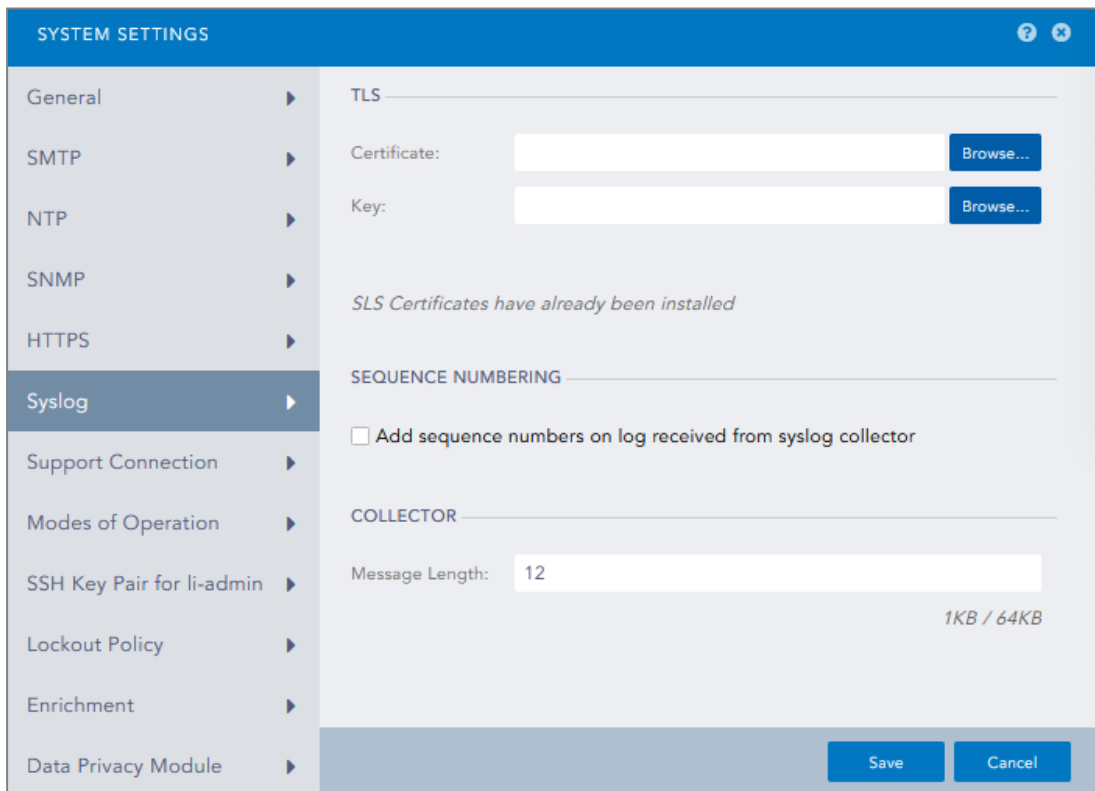 SYSTEM SETTINGS
General
SMTP
NTP
SNMP
HTTPS
Syslog
Support Connection
Modes of Operation
SSH Key Pair for li-admin
Lockout Policy
Enrichment
Data Privacy Module
TLS
Certificate: Browse...
Key: Browse...
SLS Certificates have already been installed
SEQUENCE NUMBERING
Add sequence numbers on log received from syslog collector
COLLECTOR
Message Length: 12
1KB / 64KB
Save Cancel